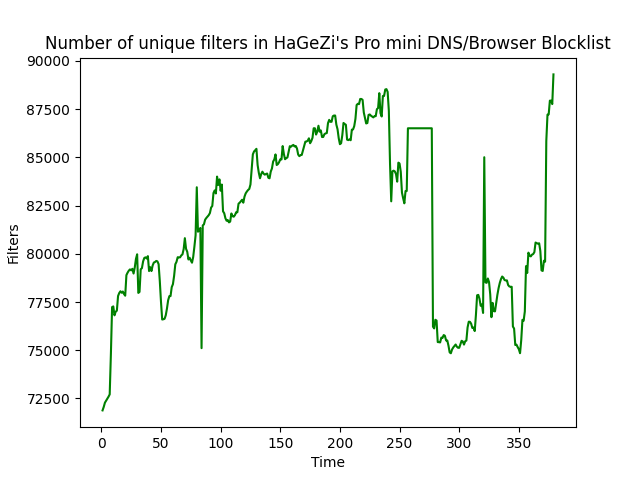 Number of unique filters in HaGeZi's Pro mini DNS/Browser Blocklist
90000
87500
85000
82500
80000
77500
75000
72500
Filters
0 50 100 150 200 250 300 350
Time